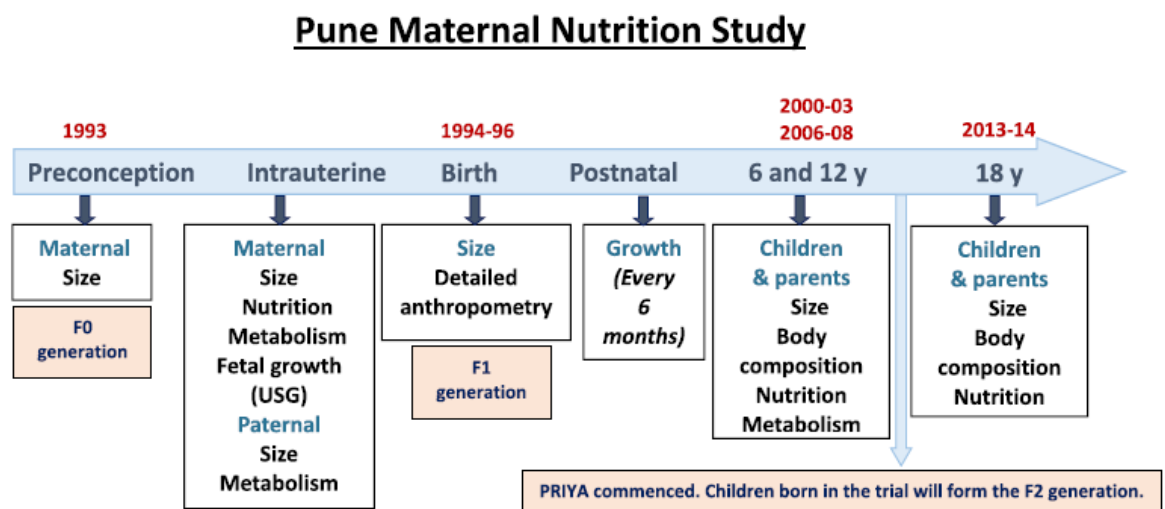 Pune Maternal Nutrition Study
1993
1994-96
2000-03
2006-08
2013-14
Preconception
Intrauterine
Birth
Postnatal
6 and 12 y
18 y
Maternal
Size
F0
generation
Maternal
Size
Nutrition
Metabolism
Fetal growth
(USG)
Paternal
Size
Metabolism
Size
Detailed
anthropometry
F1
generation
Growth
(Every
6
months)
Children
& parents
Size
Body
composition
Nutrition
Metabolism
Children
& parents
Size
Body
composition
Nutrition
PRIYA commenced. Children born in the trial will form the F2 generation.